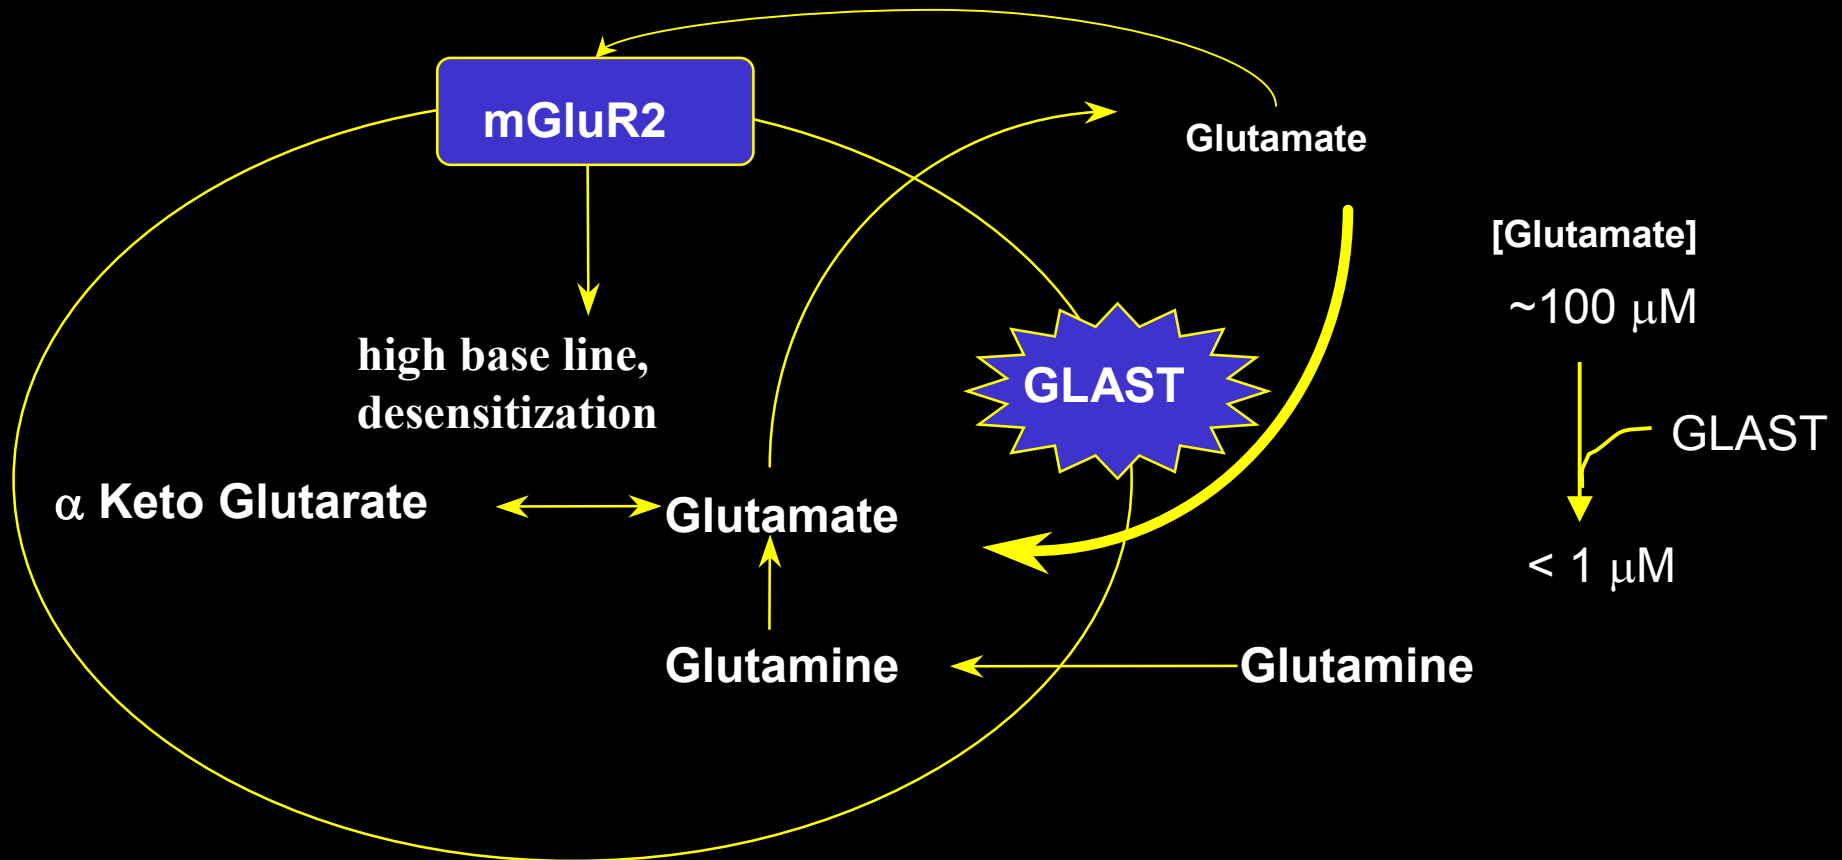 mGluR2
Glutamate
[Glutamate]
~100 μM
high base line,
desensitization
GLAST
GLAST
α Keto Glutarate
Glutamate
< 1 μM
Glutamine
Glutamine